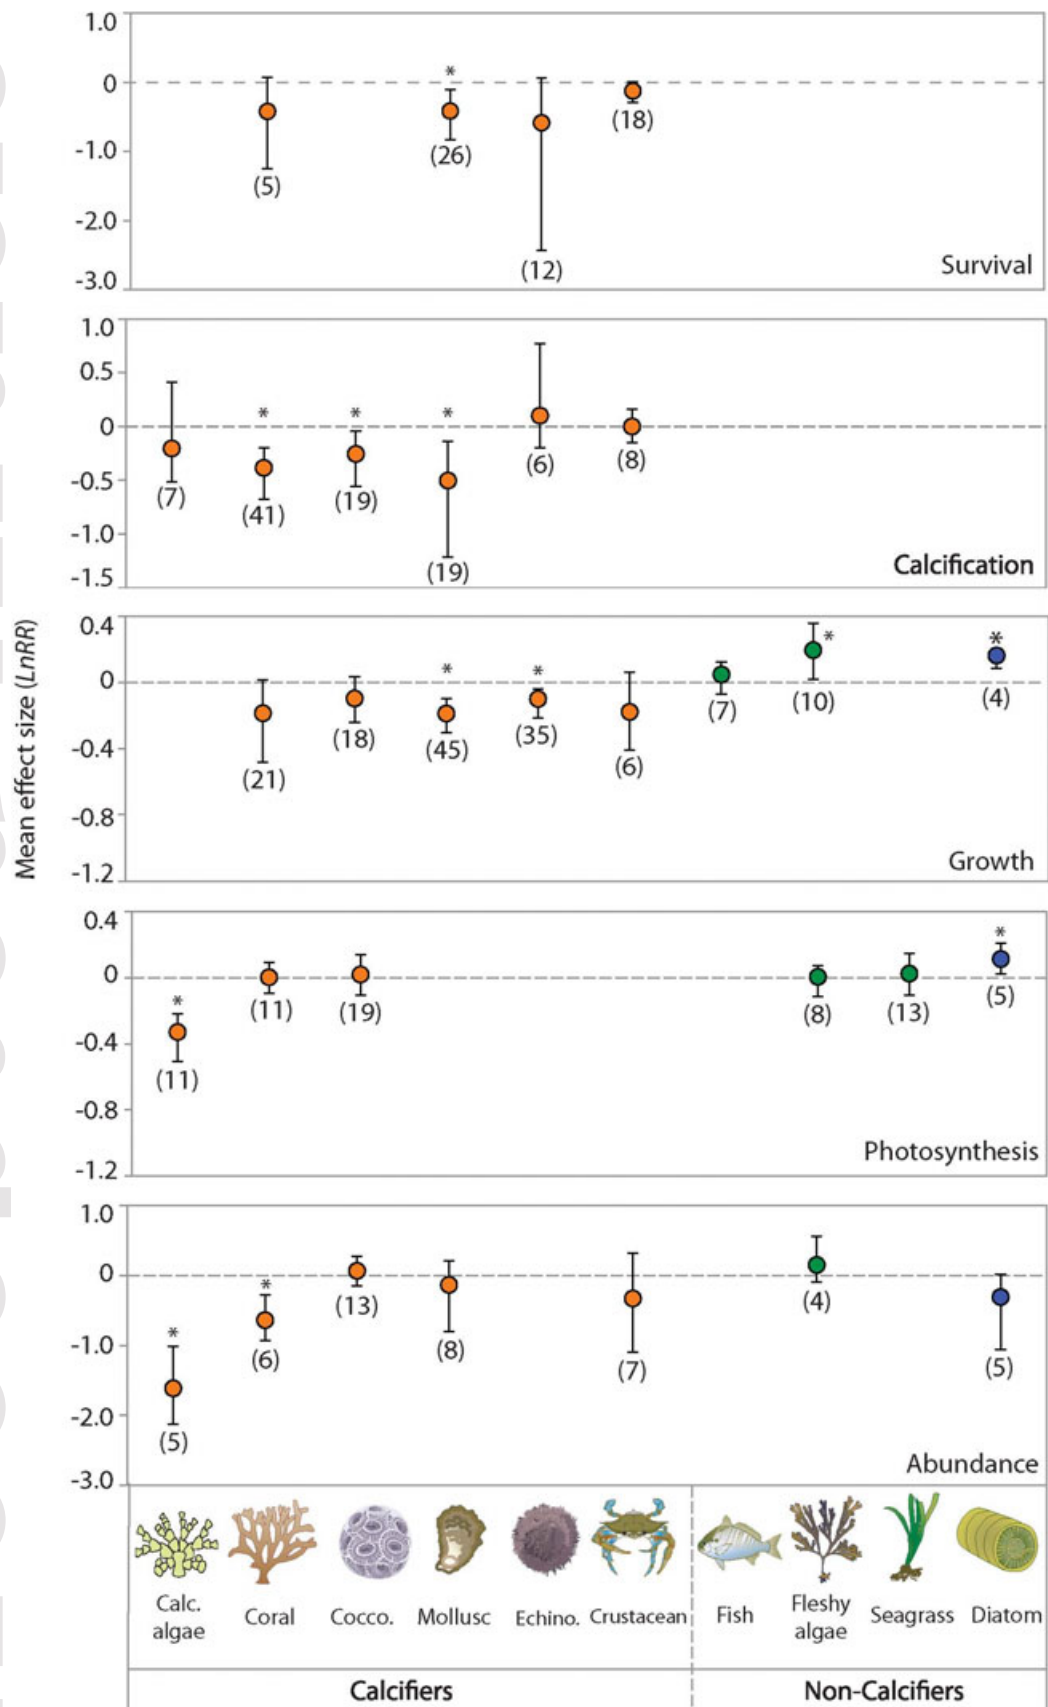 Mean effect size (LnRR)
1.0
0
-1.0
-2.0
-3.0
*
(5)
(26)
(12)
(18)
Survival
1.0
0.5
0
-0.5
-1.0
-1.5
* * *
(7)
(41)
(19)
(19)
(6)
(8)
Calcification
0.4
0
-0.4
-0.8
-1.2
* * * *
(21)
(18)
(45)
(35)
(6)
(7)
(10)
(4)
Growth
0.4
0
-0.4
-0.8
-1.2
* *
(11)
(11)
(19)
(8)
(13)
(5)
Photosynthesis
1.0
0
-1.0
-2.0
-3.0
* *
(5)
(6)
(13)
(8)
(7)
(4)
(5)
Abundance
Calc.
algae
Coral
Cocco.
Mollusc
Echino.
Crustacean
Fish
Fleshy
algae
Seagrass
Diatom
Calcifiers
Non-Calcifiers